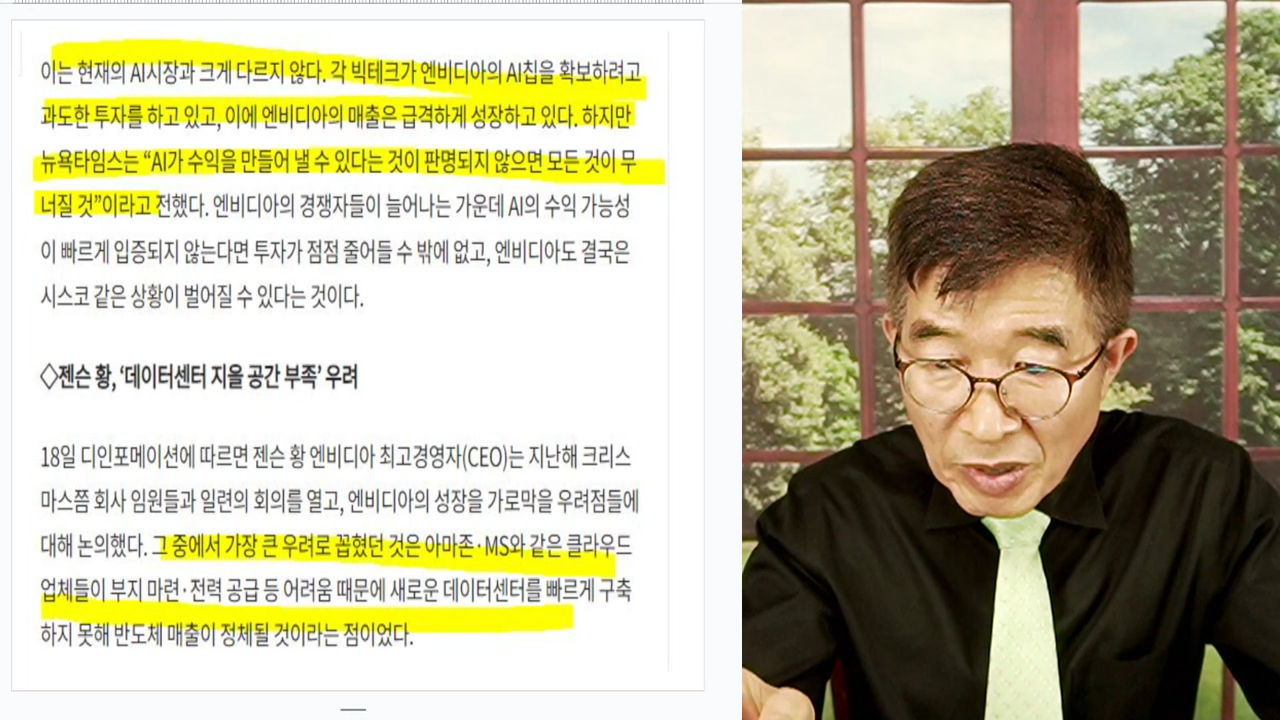 이는 현재의 AI시장과 크게 다르지 않다. 각 빅테크가 엔비디아의 AI칩을 확보하려고
과도한 투자를 하고 있고, 이에 엔비디아의 매출은 급격하게 성장하고 있다. 하지만
뉴욕타임스는 “AI가 수익을 만들어 낼 수 있다는 것이 판명되지 않으면 모든 것이 무
너질 것”이라고 전했다. 엔비디아의 경쟁자들이 늘어나는 가운데 AI의 수익 가능성
이 빠르게 입증되지 않는다면 투자가 점점 줄어들 수 밖에 없고, 엔비디아도 결국은
시스코 같은 상황이 벌어질 수 있다는 것이다.
◇젠슨 황, ‘데이터센터 지을 공간 부족’ 우려
18일 디인포메이션에 따르면 젠슨 황 엔비디아 최고경영자(CEO)는 지난해 크리스
마스쯤 회사 임원들과 일련의 회의를 열고, 엔비디아의 성장을 가로막을 우려점들에
대해 논의했다. 그 중에서 가장 큰 우려로 꼽혔던 것은 아마존·MS와 같은 클라우드
업체들이 부지 마련·전력 공급 등 어려움 때문에 새로운 데이터센터를 빠르게 구축
하지 못해 반도체 매출이 정체될 것이라는 점이었다.